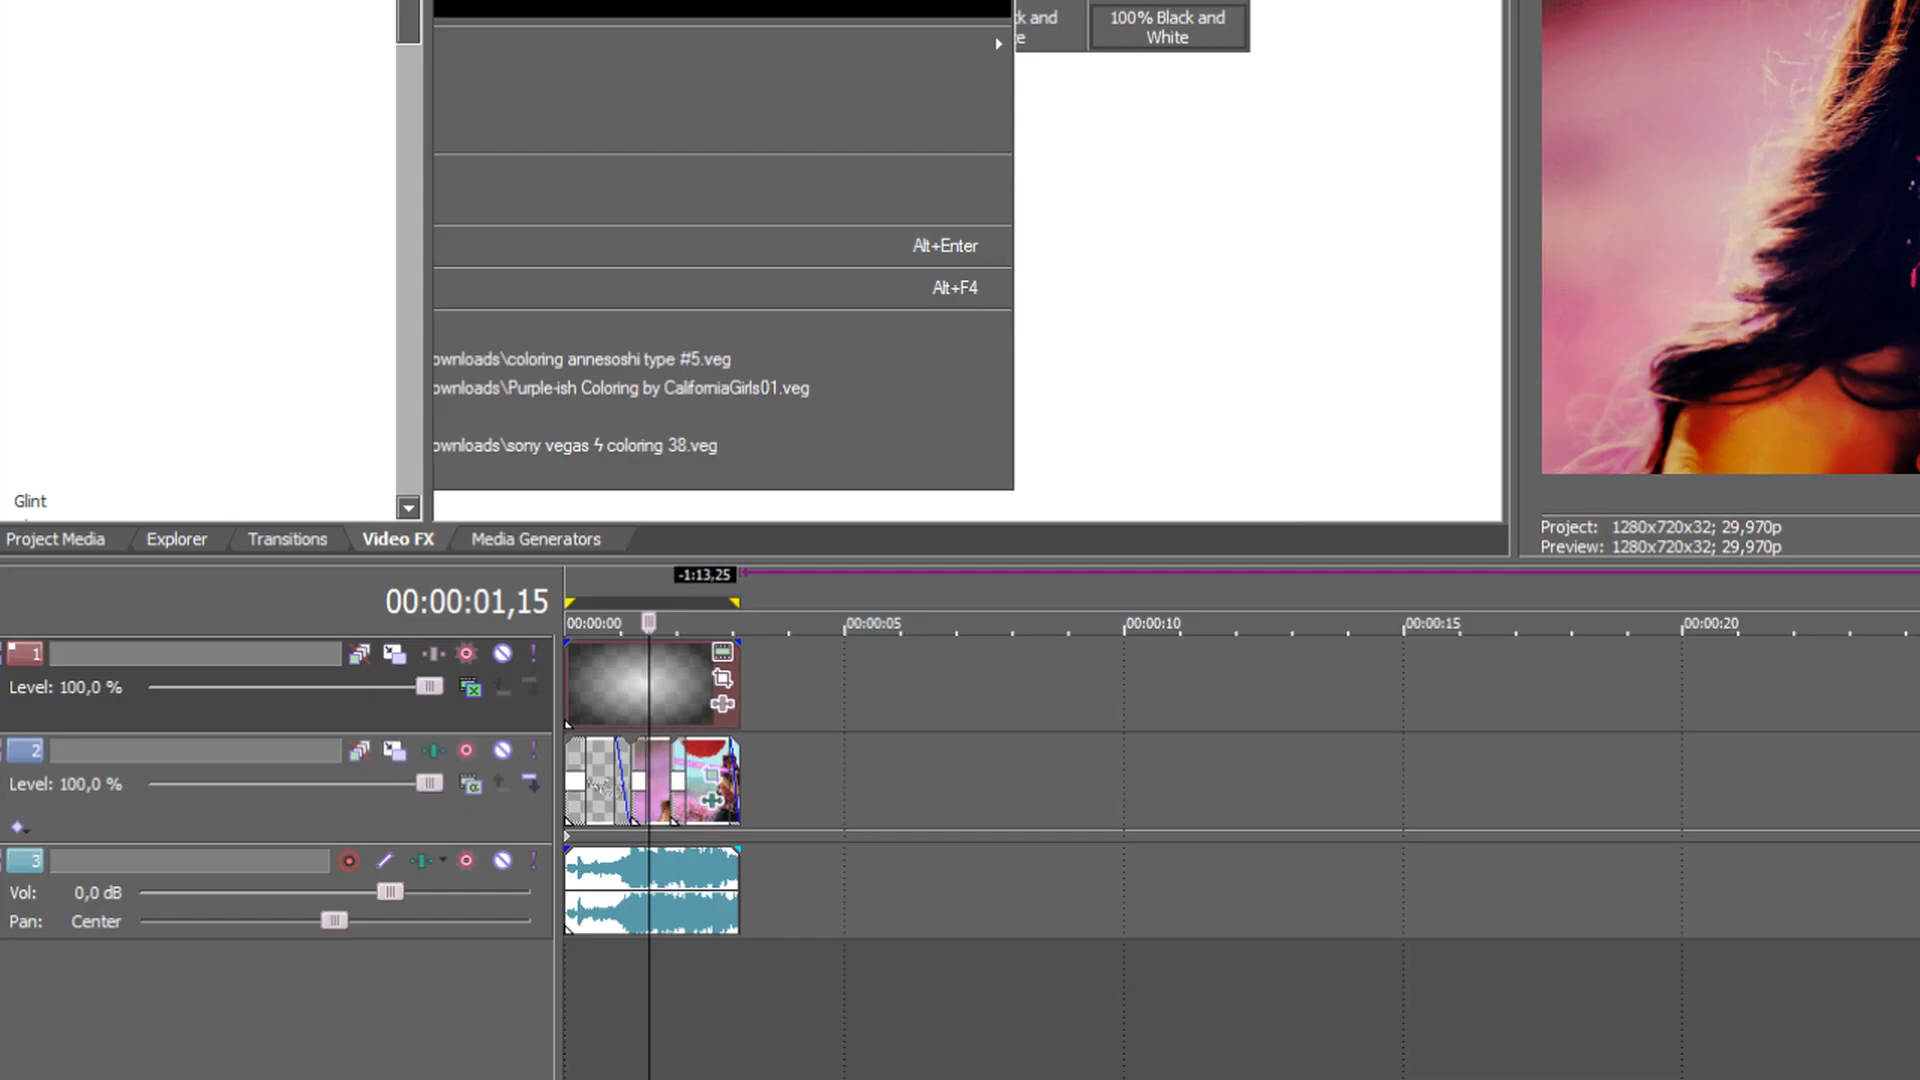 k and
100% Black and
White
Alt+Enter
Alt+F4
ownloads\coloring annesoshi type #5.veg
ownloads\Purple-ish Coloring by CaliforniaGirls01.veg
ownloads\sony vegas ϟ coloring 38.veg
Glint
Project Media
Explorer
Transitions
Video FX
Media Generators
Project: 1280x720x32; 29,970p
Preview: 1280x720x32; 29,970p
-1:13,25
00:00:01,15
00:00:00
00:00:05
00:00:10
00:00:15
00:00:20
1
Level: 100,0 %
2
Level: 100,0 %
3
Vol: 0,0 dB
Pan: Center